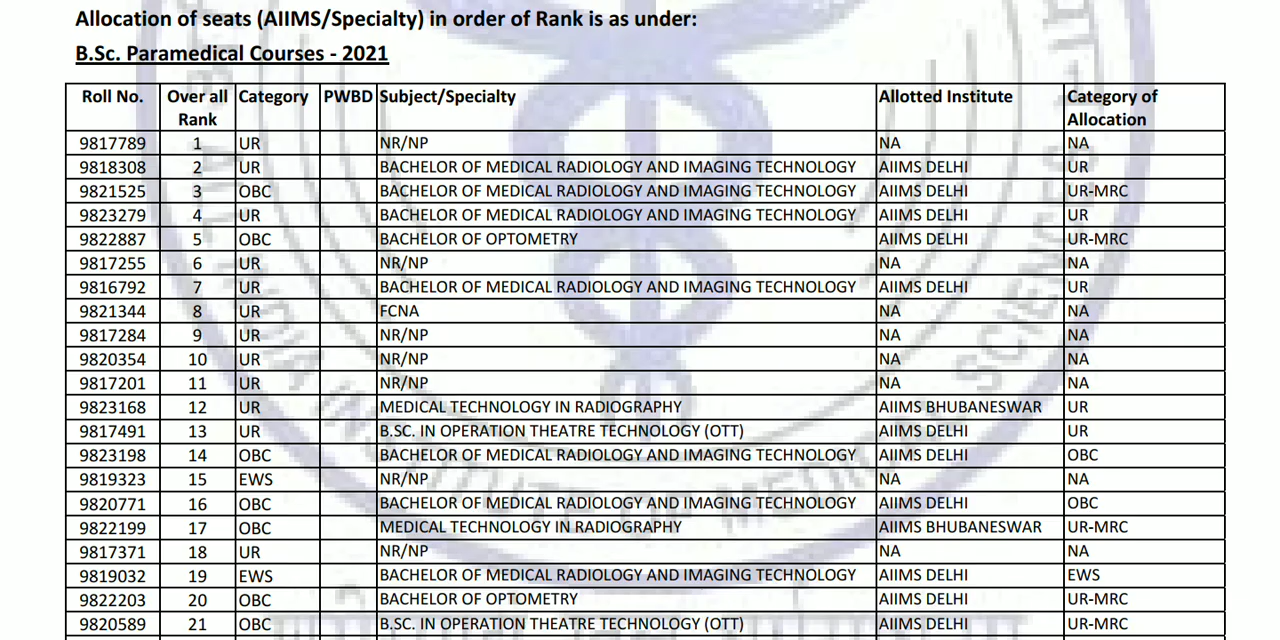 Allocation of seats (AIIMS/Specialty) in order of Rank is as under:
B.Sc. Paramedical Courses - 2021
Roll No. Over all Rank Category PWBD Subject/Specialty Allotted Institute Category of Allocation
9817789 1 UR NR/NP NA NA
9818308 2 UR BACHELOR OF MEDICAL RADIOLOGY AND IMAGING TECHNOLOGY AIIMS DELHI UR
9821525 3 OBC BACHELOR OF MEDICAL RADIOLOGY AND IMAGING TECHNOLOGY AIIMS DELHI UR-MRC
9823279 4 UR BACHELOR OF MEDICAL RADIOLOGY AND IMAGING TECHNOLOGY AIIMS DELHI UR
9822887 5 OBC BACHELOR OF OPTOMETRY AIIMS DELHI UR-MRC
9817255 6 UR NR/NP NA NA
9816792 7 UR BACHELOR OF MEDICAL RADIOLOGY AND IMAGING TECHNOLOGY AIIMS DELHI UR
9821344 8 UR FCNA NA NA
9817284 9 UR NR/NP NA NA
9820354 10 UR NR/NP NA NA
9817201 11 UR NR/NP NA NA
9823168 12 UR MEDICAL TECHNOLOGY IN RADIOGRAPHY AIIMS BHUBANESWAR UR
9817491 13 UR B.SC. IN OPERATION THEATRE TECHNOLOGY (OTT) AIIMS DELHI UR
9823198 14 OBC BACHELOR OF MEDICAL RADIOLOGY AND IMAGING TECHNOLOGY AIIMS DELHI OBC
9819323 15 EWS NR/NP NA NA
9820771 16 OBC BACHELOR OF MEDICAL RADIOLOGY AND IMAGING TECHNOLOGY AIIMS DELHI OBC
9822199 17 OBC MEDICAL TECHNOLOGY IN RADIOGRAPHY AIIMS BHUBANESWAR UR-MRC
9817371 18 UR NR/NP NA NA
9819032 19 EWS BACHELOR OF MEDICAL RADIOLOGY AND IMAGING TECHNOLOGY AIIMS DELHI EWS
9822203 20 OBC BACHELOR OF OPTOMETRY AIIMS DELHI UR-MRC
9820589 21 OBC B.SC. IN OPERATION THEATRE TECHNOLOGY (OTT) AIIMS DELHI UR-MRC
ALL INDIA INSTITUTE OF MEDICAL SCIENCES